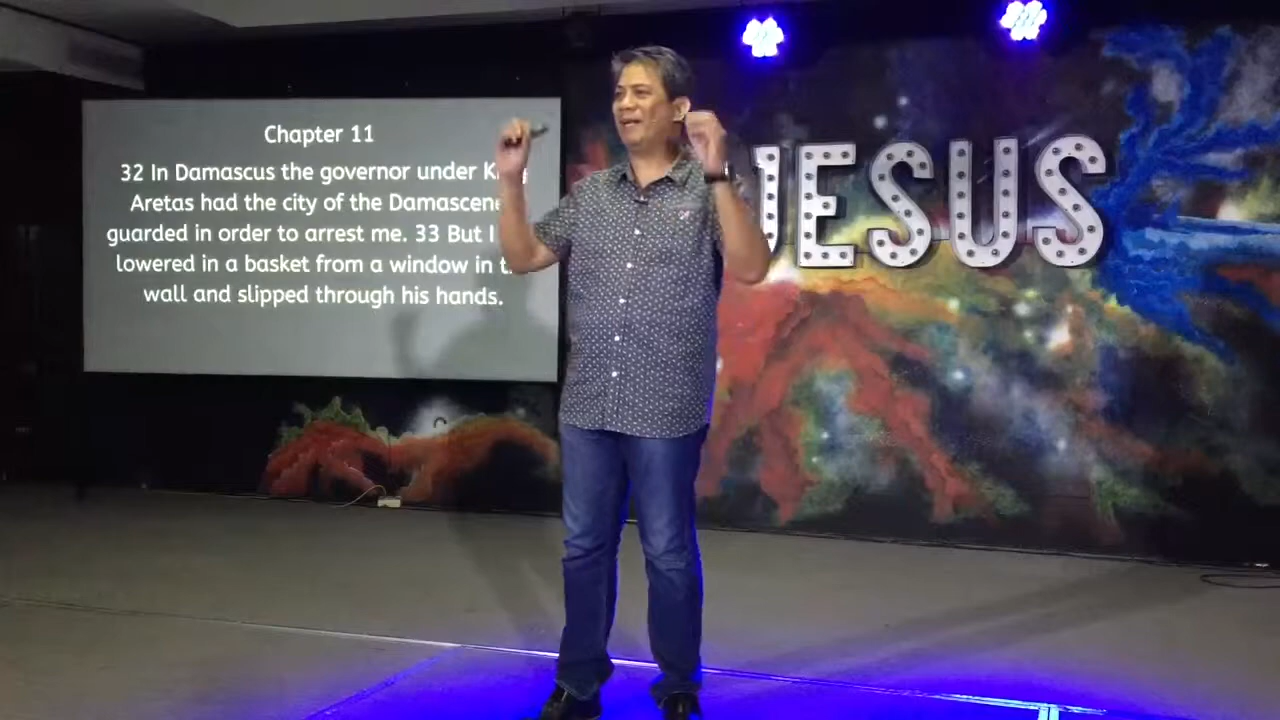 Chapter 11
32 In Damascus the governor under
Aretas had the city of the Damascene
guarded in order to arrest me. 33 But I
lowered in a basket from a window in
wall and slipped through his hands.
JESUS